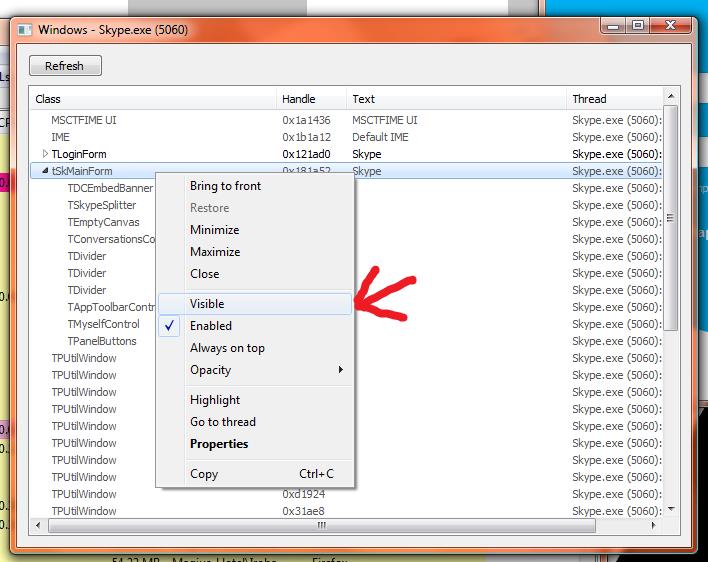 Windows - Skype.exe (5060)
Refresh
Class Handle Text Thread
MSCTFIME UI 0x1a1436 MSCTFIME UI Skype.exe (5060):
IME 0x1b1a12 Default IME Skype.exe (5060):
TLoginForm 0x121ad0 Skype Skype.exe (5060):
tSkMainForm 0x181a52 Skype Skype.exe (5060):
TDCEmbedBanner Skype.exe (5060):
TSkypeSplitter Skype.exe (5060):
TEmptyCanvas Skype.exe (5060):
TConversationsCo Skype.exe (5060):
TDivider Skype.exe (5060):
TDivider Skype.exe (5060):
TDivider Skype.exe (5060):
TAppToolbarContr Skype.exe (5060):
TMyselfControl Skype.exe (5060):
TPanelButtons Skype.exe (5060):
TPUtilWindow Skype.exe (5060):
TPUtilWindow Skype.exe (5060):
TPUtilWindow Skype.exe (5060):
TPUtilWindow Skype.exe (5060):
TPUtilWindow Skype.exe (5060):
TPUtilWindow Skype.exe (5060):
TPUtilWindow Skype.exe (5060):
TPUtilWindow Skype.exe (5060):
TPUtilWindow 0xd1924 Skype.exe (5060):
TPUtilWindow 0x31ae8 Skype.exe (5060):
Bring to front
Restore
Minimize
Maximize
Close
Visible
Enabled
Always on top
Opacity
Highlight
Go to thread
Properties
Copy Ctrl+C